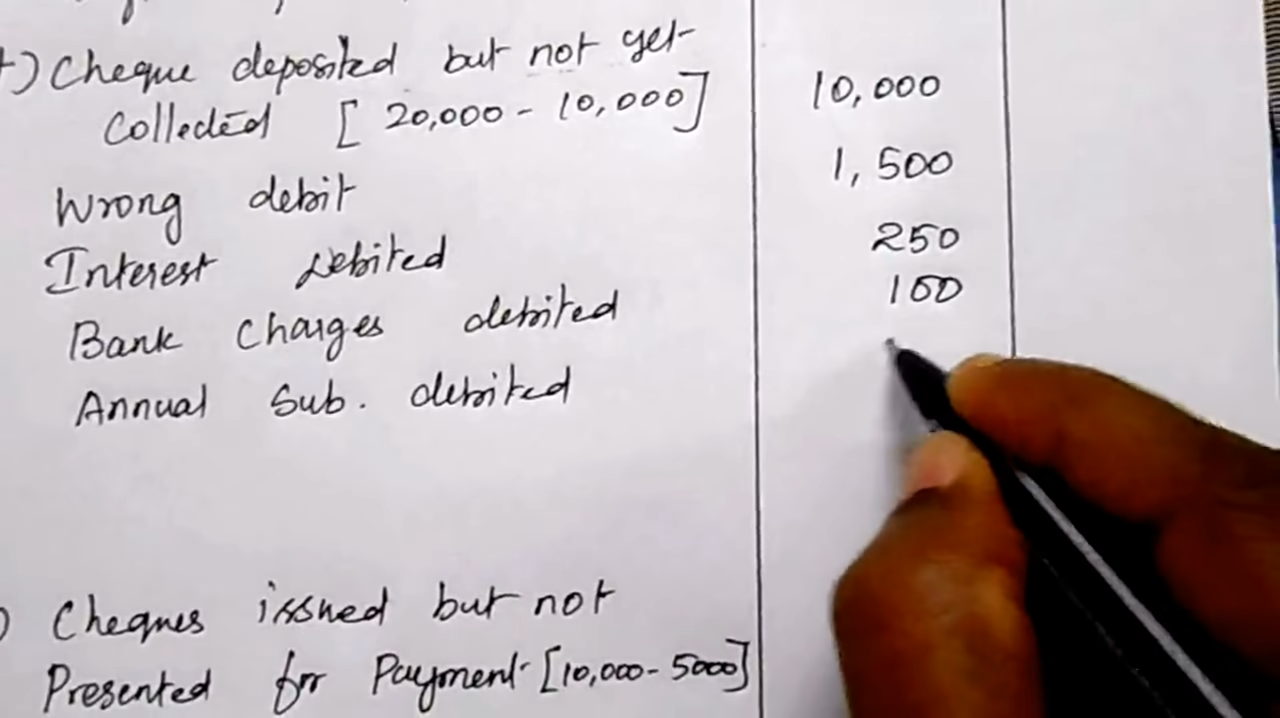 +) Cheque deposited but not yet
Collected [20,000 - 10,000] 10,000
Wrong debit 1,500
Interest Debited 250
Bank Charges debited 100
Annual Sub. debited
) Cheques issued but not
Presented for Payment [10,000 - 5000]